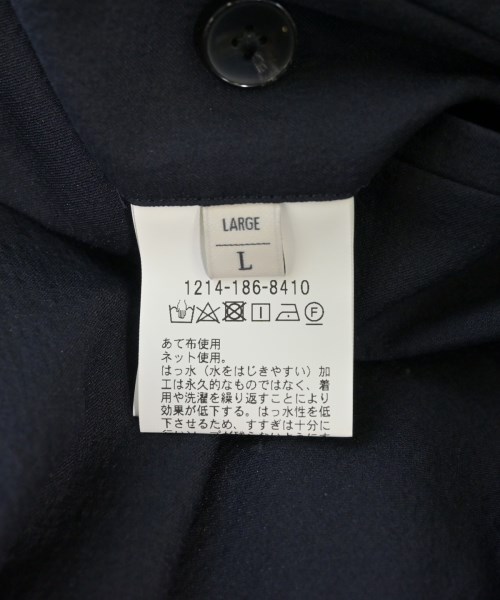 LARGE
L
1214-186-8410
あて布使用
ネット使用。
はっ水（水をはじきやすい）加
工は永久的なものではなく、着
用や洗濯を繰り返すことにより
効果が低下する。はっ水性を低
下させるため、すすぎは十分に